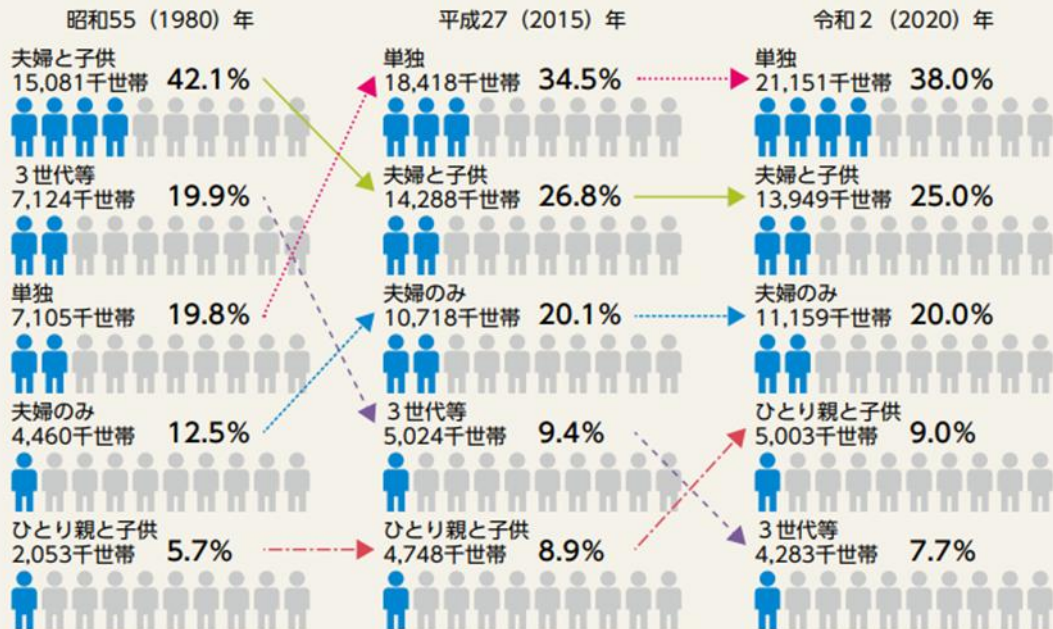 昭和55（1980）年
夫婦と子供
15,081千世帯 42.1%
３世代等
7,124千世帯 19.9%
単独
7,105千世帯 19.8%
夫婦のみ
4,460千世帯 12.5%
ひとり親と子供
2,053千世帯 5.7%
平成27（2015）年
単独
18,418千世帯 34.5%
夫婦と子供
14,288千世帯 26.8%
夫婦のみ
10,718千世帯 20.1%
３世代等
5,024千世帯 9.4%
ひとり親と子供
4,748千世帯 8.9%
令和２（2020）年
単独
21,151千世帯 38.0%
夫婦と子供
13,949千世帯 25.0%
夫婦のみ
11,159千世帯 20.0%
ひとり親と子供
5,003千世帯 9.0%
３世代等
4,283千世帯 7.7%